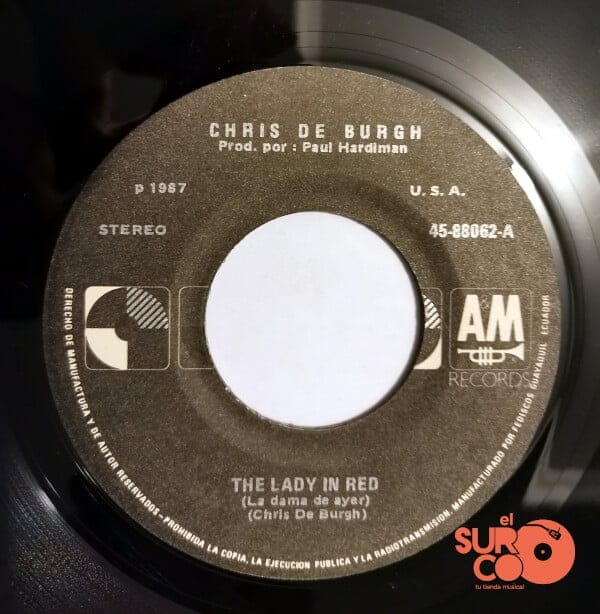 CHRIS DE BURGH
Prod. por : Paul Hardiman
p 1987
U. S. A.
STEREO
45-88062-A
A&M
RECORDS
DERECHO DE MANUFACTURA Y DE AUTOR RESERVADOS - PROHIBIDA LA COPIA, LA EJECUCION PUBLICA Y LA RADIOTRANSMISION. MANUFACTURADO POR FEDISCOS GUAYAQUIL ECUADOR
THE LADY IN RED
(La dama de ayer)
(Chris De Burgh)
el
SUR
CO
tu tienda musical